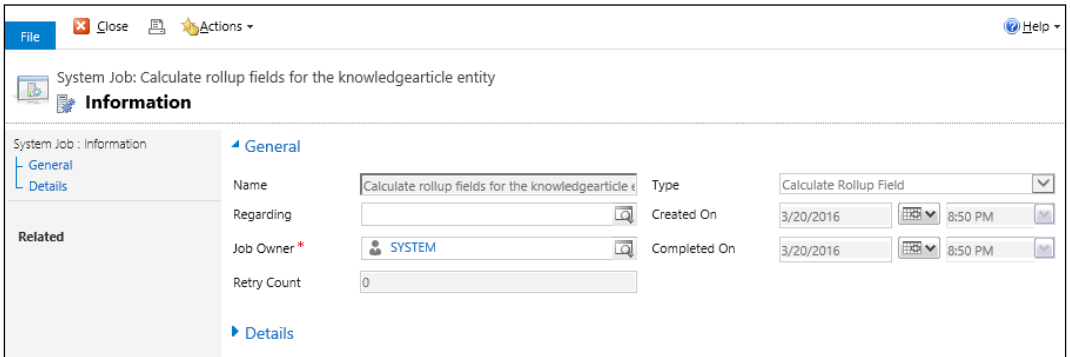 File Close Actions Help
System Job: Calculate rollup fields for the knowledgearticle entity
Information
System Job : Information
General
Details
Related
General
Name Calculate rollup fields for the knowledgearticle e Type Calculate Rollup Field
Regarding Created On 3/20/2016 8:50 PM
Job Owner* SYSTEM Completed On 3/20/2016 8:50 PM
Retry Count 0
Details